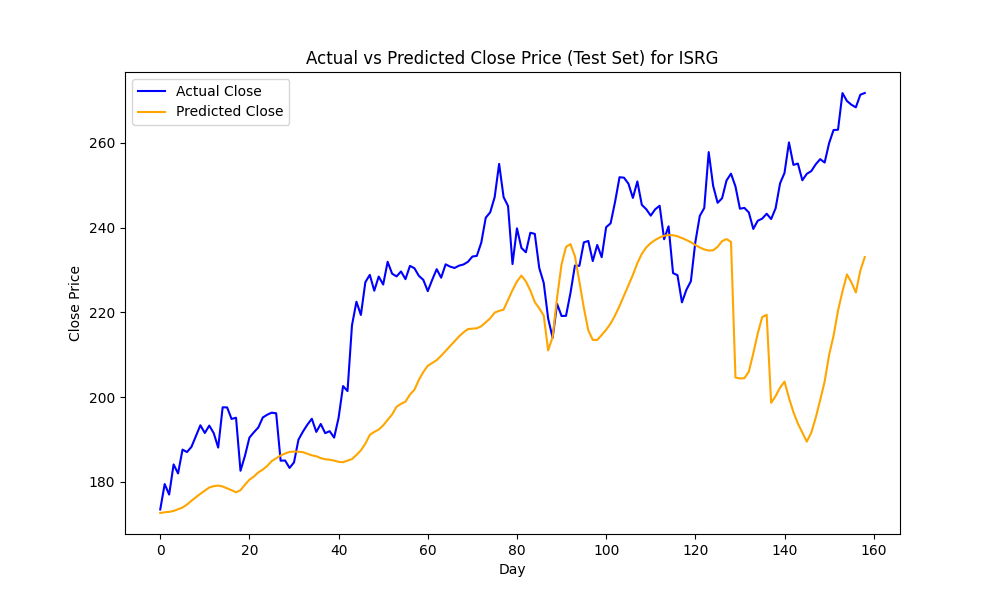 Actual vs Predicted Close Price (Test Set) for ISRG
Actual Close
Predicted Close
Close Price
260
240
220
200
180
0 20 40 60 80 100 120 140 160
Day